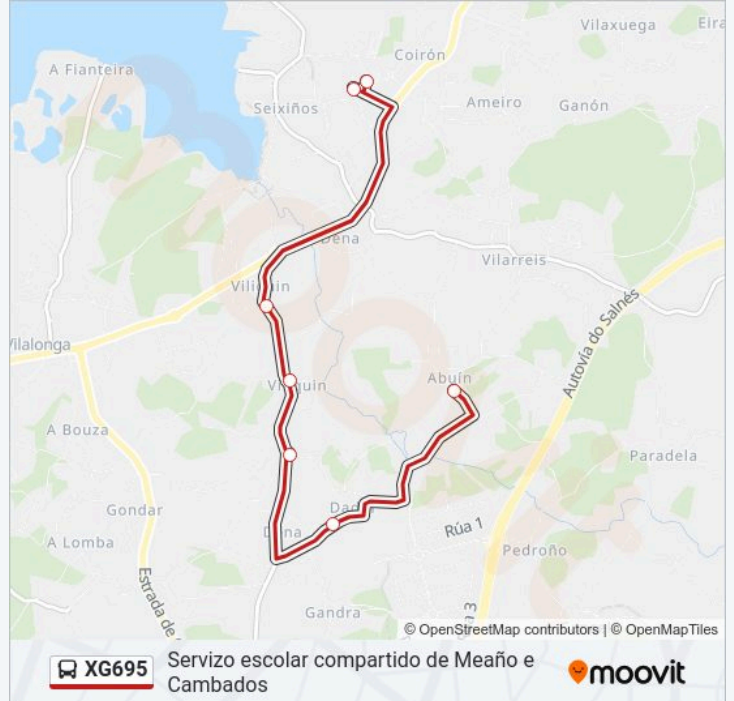 Vilaxuega
Eira
Coirón
A Fianteira
Seixiños
Ameiro
Ganón
Dena
Vilarreis
Autovía do Salnés
Vilalonga
Abuín
A Bouza
Paradela
Gondar
Rúa 1
A Lomba
Pedroño
Estrada de
Gandra
© OpenStreetMap contributors | © OpenMapTiles
XG695
Servizo escolar compartido de Meaño e
Cambados
moovit